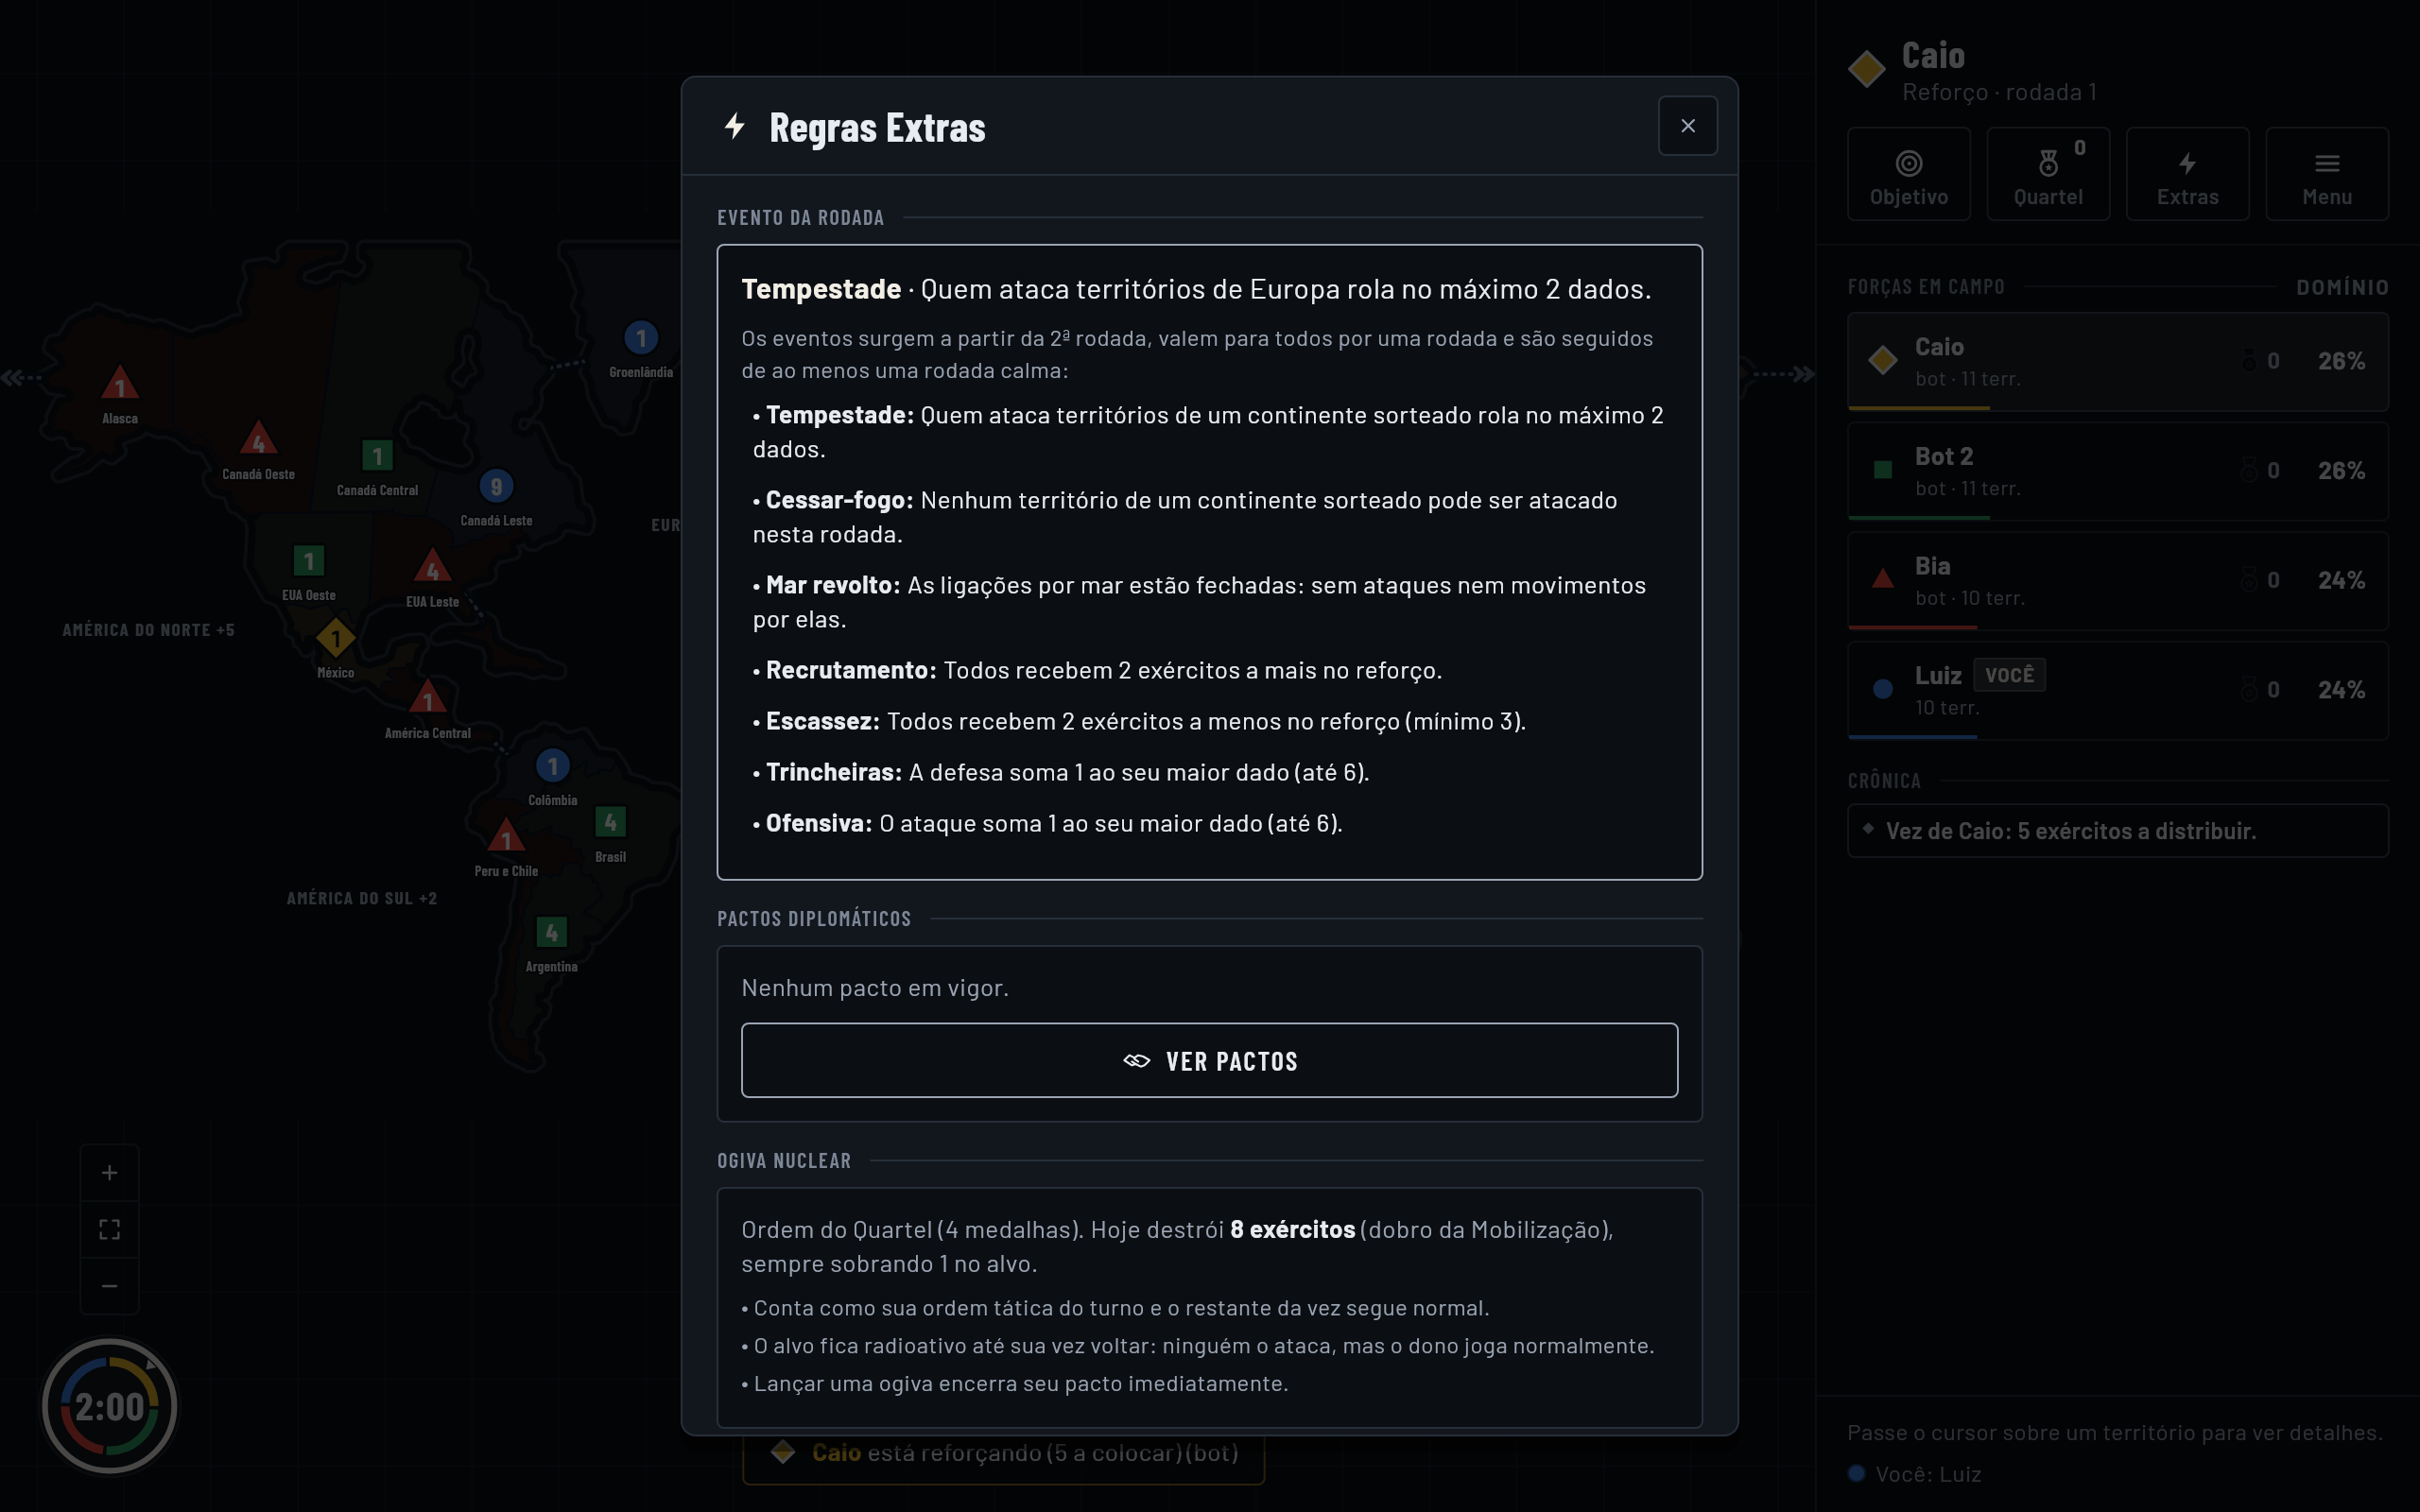 Regras Extras
EVENTO DA RODADA
Tempestade · Quem ataca territórios de Europa rola no máximo 2 dados.
Os eventos surgem a partir da 2ª rodada, valem para todos por uma rodada e são seguidos
de ao menos uma rodada calma:
• Tempestade: Quem ataca territórios de um continente sorteado rola no máximo 2
dados.
• Cessar-fogo: Nenhum território de um continente sorteado pode ser atacado
nesta rodada.
• Mar revolto: As ligações por mar estão fechadas: sem ataques nem movimentos
por elas.
• Recrutamento: Todos recebem 2 exércitos a mais no reforço.
• Escassez: Todos recebem 2 exércitos a menos no reforço (mínimo 3).
• Trincheiras: A defesa soma 1 ao seu maior dado (até 6).
• Ofensiva: O ataque soma 1 ao seu maior dado (até 6).
PACTOS DIPLOMÁTICOS
Nenhum pacto em vigor.
VER PACTOS
OGIVA NUCLEAR
Ordem do Quartel (4 medalhas). Hoje destrói 8 exércitos (dobro da Mobilização),
sempre sobrando 1 no alvo.
• Conta como sua ordem tática do turno e o restante da vez segue normal.
• O alvo fica radioativo até sua vez voltar: ninguém o ataca, mas o dono joga normalmente.
• Lançar uma ogiva encerra seu pacto imediatamente.
Caio está reforçando (5 a colocar) (bot)
1
Groenlândia
1
Alasca
4
Canadá Oeste
1
Canadá Central
9
Canadá Leste
EUR
1
EUA Oeste
4
EUA Leste
AMÉRICA DO NORTE +5
1
México
1
América Central
1
Colômbia
4
Brasil
1
Peru e Chile
AMÉRICA DO SUL +2
4
Argentina
+
−
2:00
Caio
Reforço · rodada 1
Objetivo
0
Quartel
Extras
Menu
FORÇAS EM CAMPO
DOMÍNIO
Caio
bot · 11 terr.
0
26%
Bot 2
bot · 11 terr.
0
26%
Bia
bot · 10 terr.
0
24%
Luiz VOCÊ
10 terr.
0
24%
CRÔNICA
Vez de Caio: 5 exércitos a distribuir.
Passe o cursor sobre um território para ver detalhes.
Você: Luiz